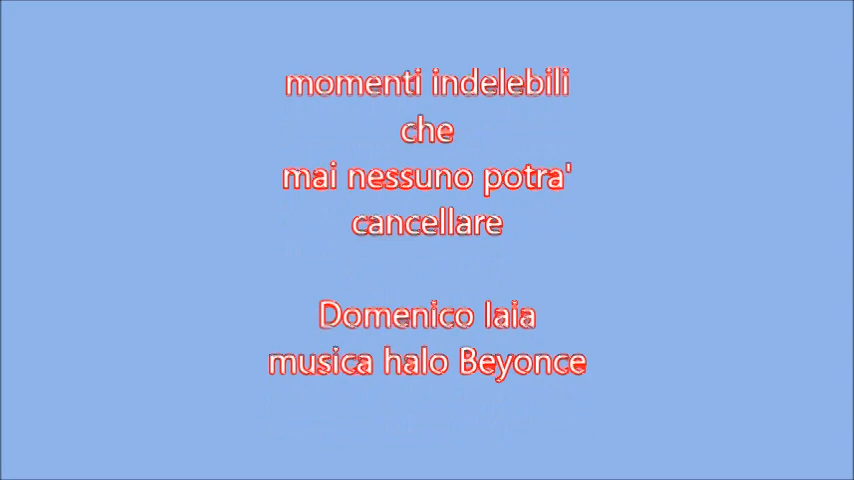 momenti indelebili
che
mai nessuno potra'
cancellare
Domenico Iaia
musica halo Beyonce